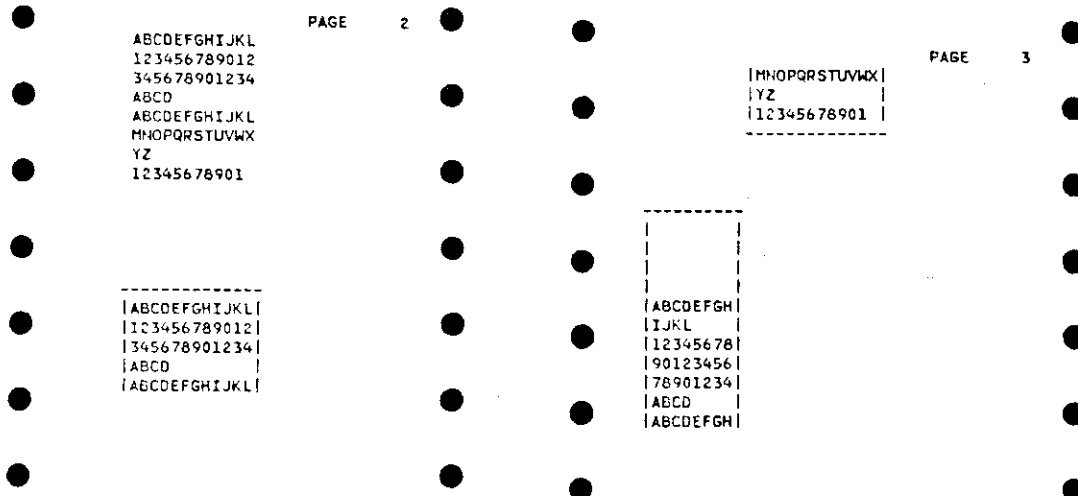 PAGE 2
ABCDEFGHIJKL
123456789012
345678901234
ABCD
ABCDEFGHIJKL
MNOPQRSTUVWX
YZ
12345678901
--------------
|ABCDEFGHIJKL|
|123456789012|
|345678901234|
|ABCD        |
|ABCDEFGHIJKL|
PAGE 3
|MNOPQRSTUVWX|
|YZ
|12345678901 |
--------------
----------
|        |
|        |
|        |
|        |
|ABCDEFGH|
|IJKL    |
|12345678|
|90123456|
|78901234|
|ABCD    |
|ABCDEFGH|